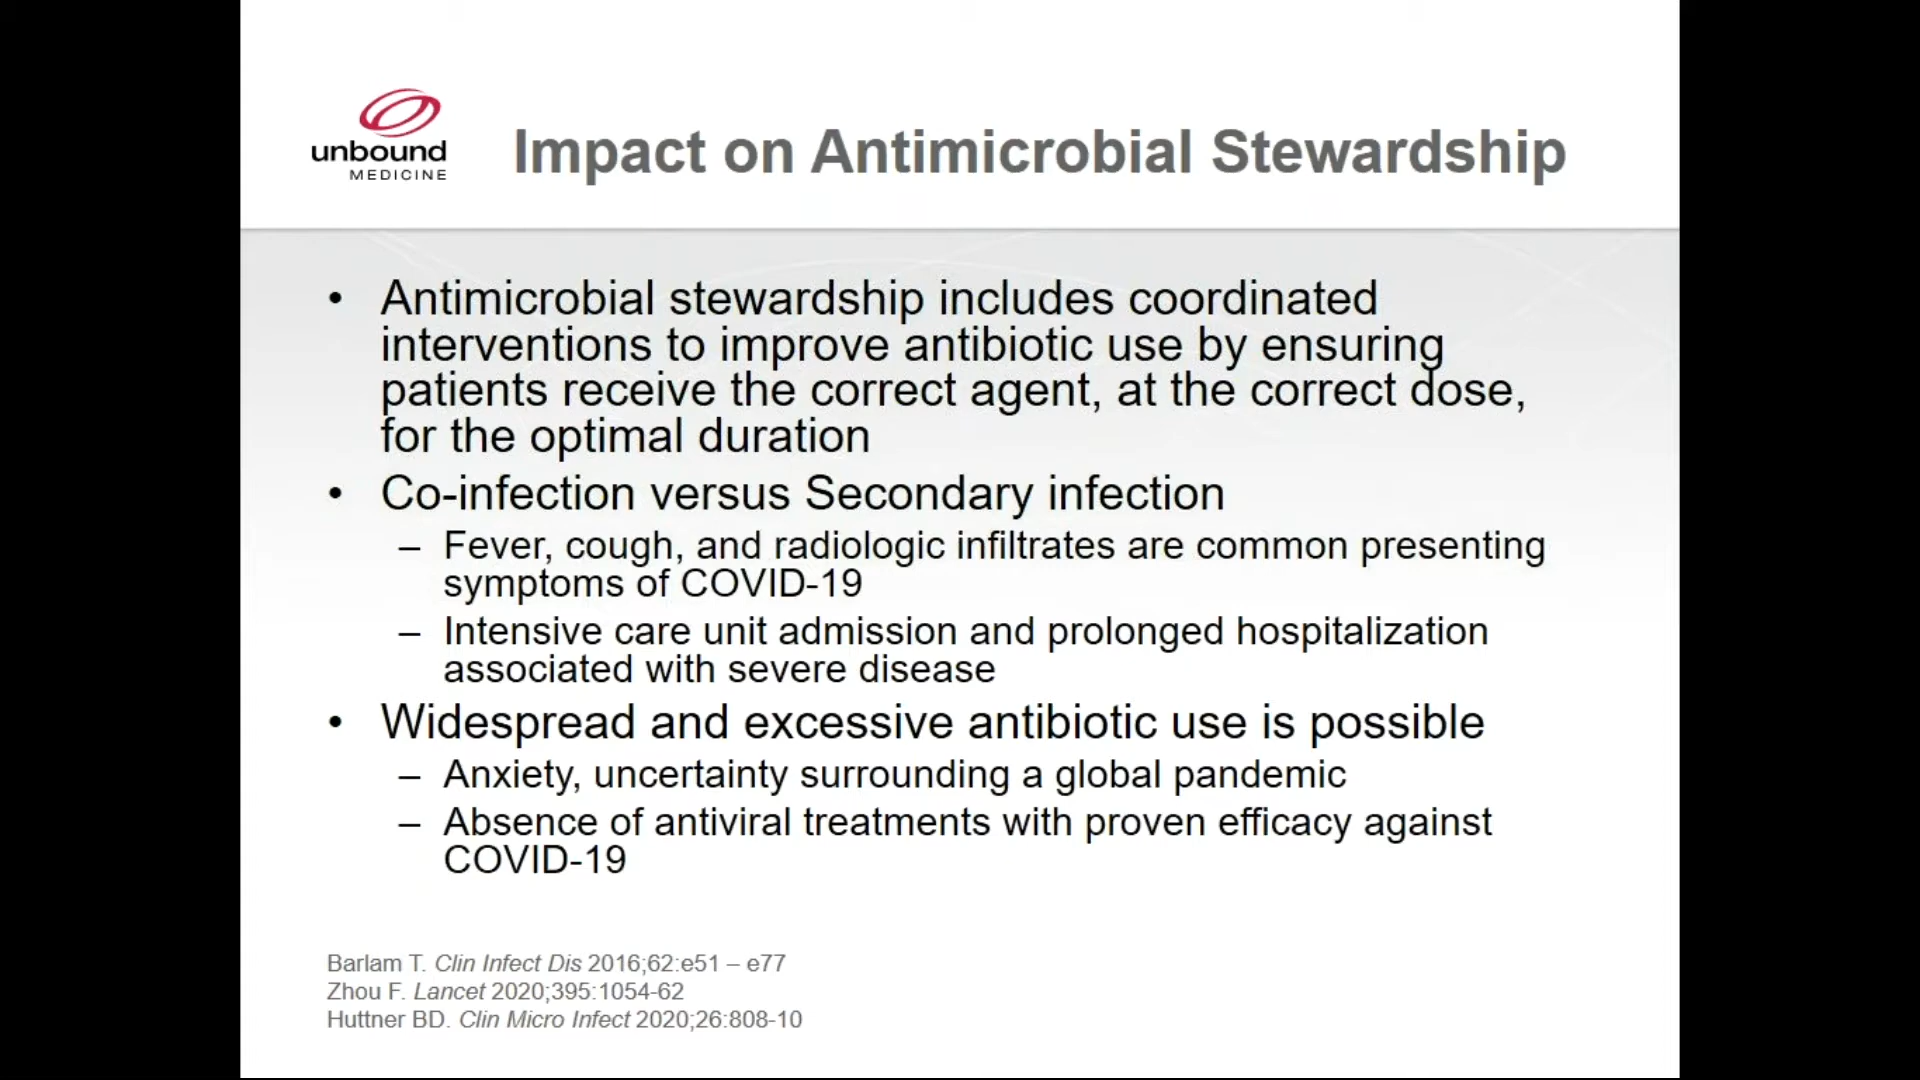 unbound
MEDICINE
Impact on Antimicrobial Stewardship
• Antimicrobial stewardship includes coordinated
interventions to improve antibiotic use by ensuring
patients receive the correct agent, at the correct dose,
for the optimal duration
• Co-infection versus Secondary infection
– Fever, cough, and radiologic infiltrates are common presenting
symptoms of COVID-19
– Intensive care unit admission and prolonged hospitalization
associated with severe disease
• Widespread and excessive antibiotic use is possible
– Anxiety, uncertainty surrounding a global pandemic
– Absence of antiviral treatments with proven efficacy against
COVID-19
Barlam T. Clin Infect Dis 2016;62:e51 – e77
Zhou F. Lancet 2020;395:1054-62
Huttner BD. Clin Micro Infect 2020;26:808-10